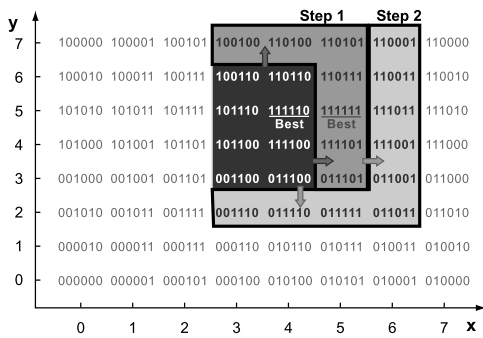 Step 1 Step 2
y
7 100000 100001 100101 100100 110100 110101 110001 110000
6 100010 100011 100111 100110 110110 110111 110011 110010
5 101010 101011 101111 101110 111110 111111 111011 111010
Best Best
4 101000 101001 101101 101100 111100 111101 111001 111000
3 001000 001001 001101 001100 011100 011101 011001 011000
2 001010 001011 001111 001110 011110 011111 011011 011010
1 000010 000011 000111 000110 010110 010111 010011 010010
0 000000 000001 000101 000100 010100 010101 010001 010000
0 1 2 3 4 5 6 7 x